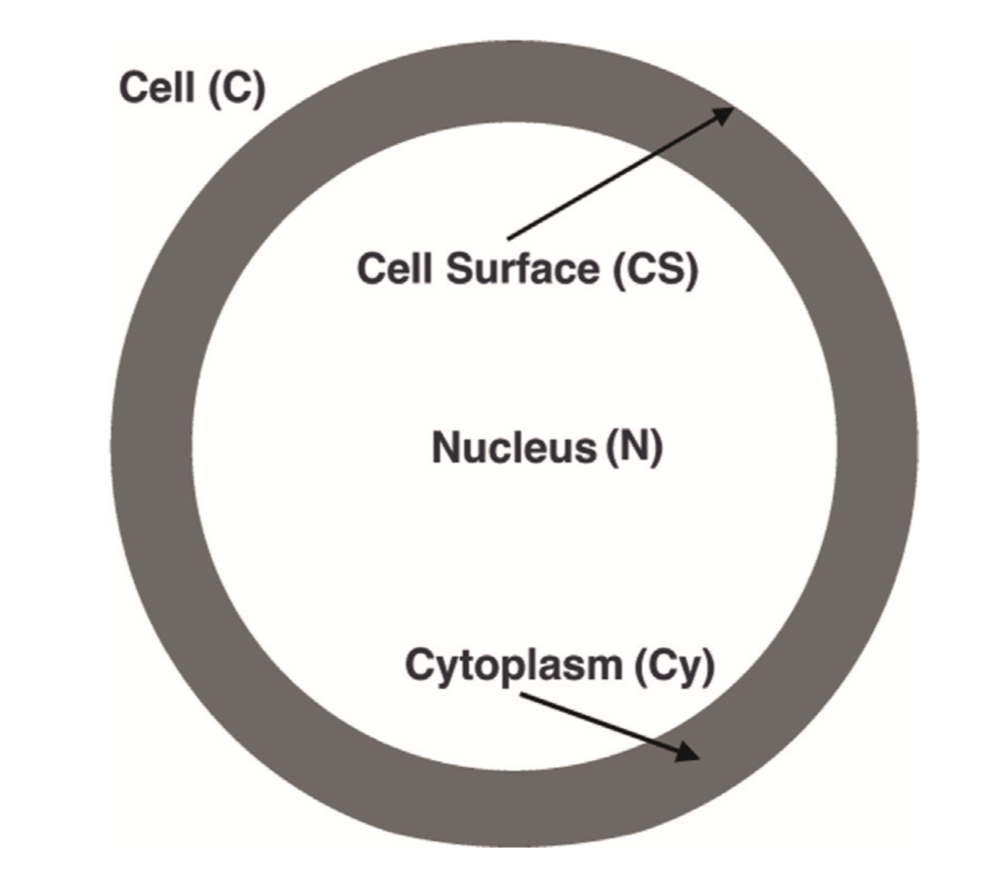 Cell (C)
Cell Surface (CS)
Nucleus (N)
Cytoplasm (Cy)